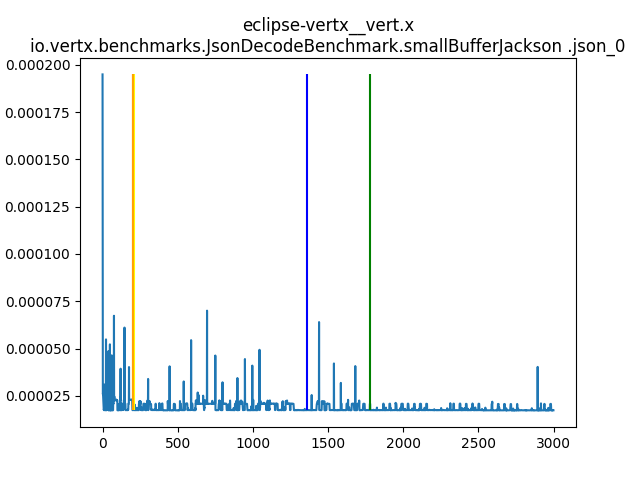 eclipse-vertx__vert.x
io.vertx.benchmarks.JsonDecodeBenchmark.smallBufferJackson .json_0
0.000200
0.000175
0.000150
0.000125
0.000100
0.000075
0.000050
0.000025
0 500 1000 1500 2000 2500 3000